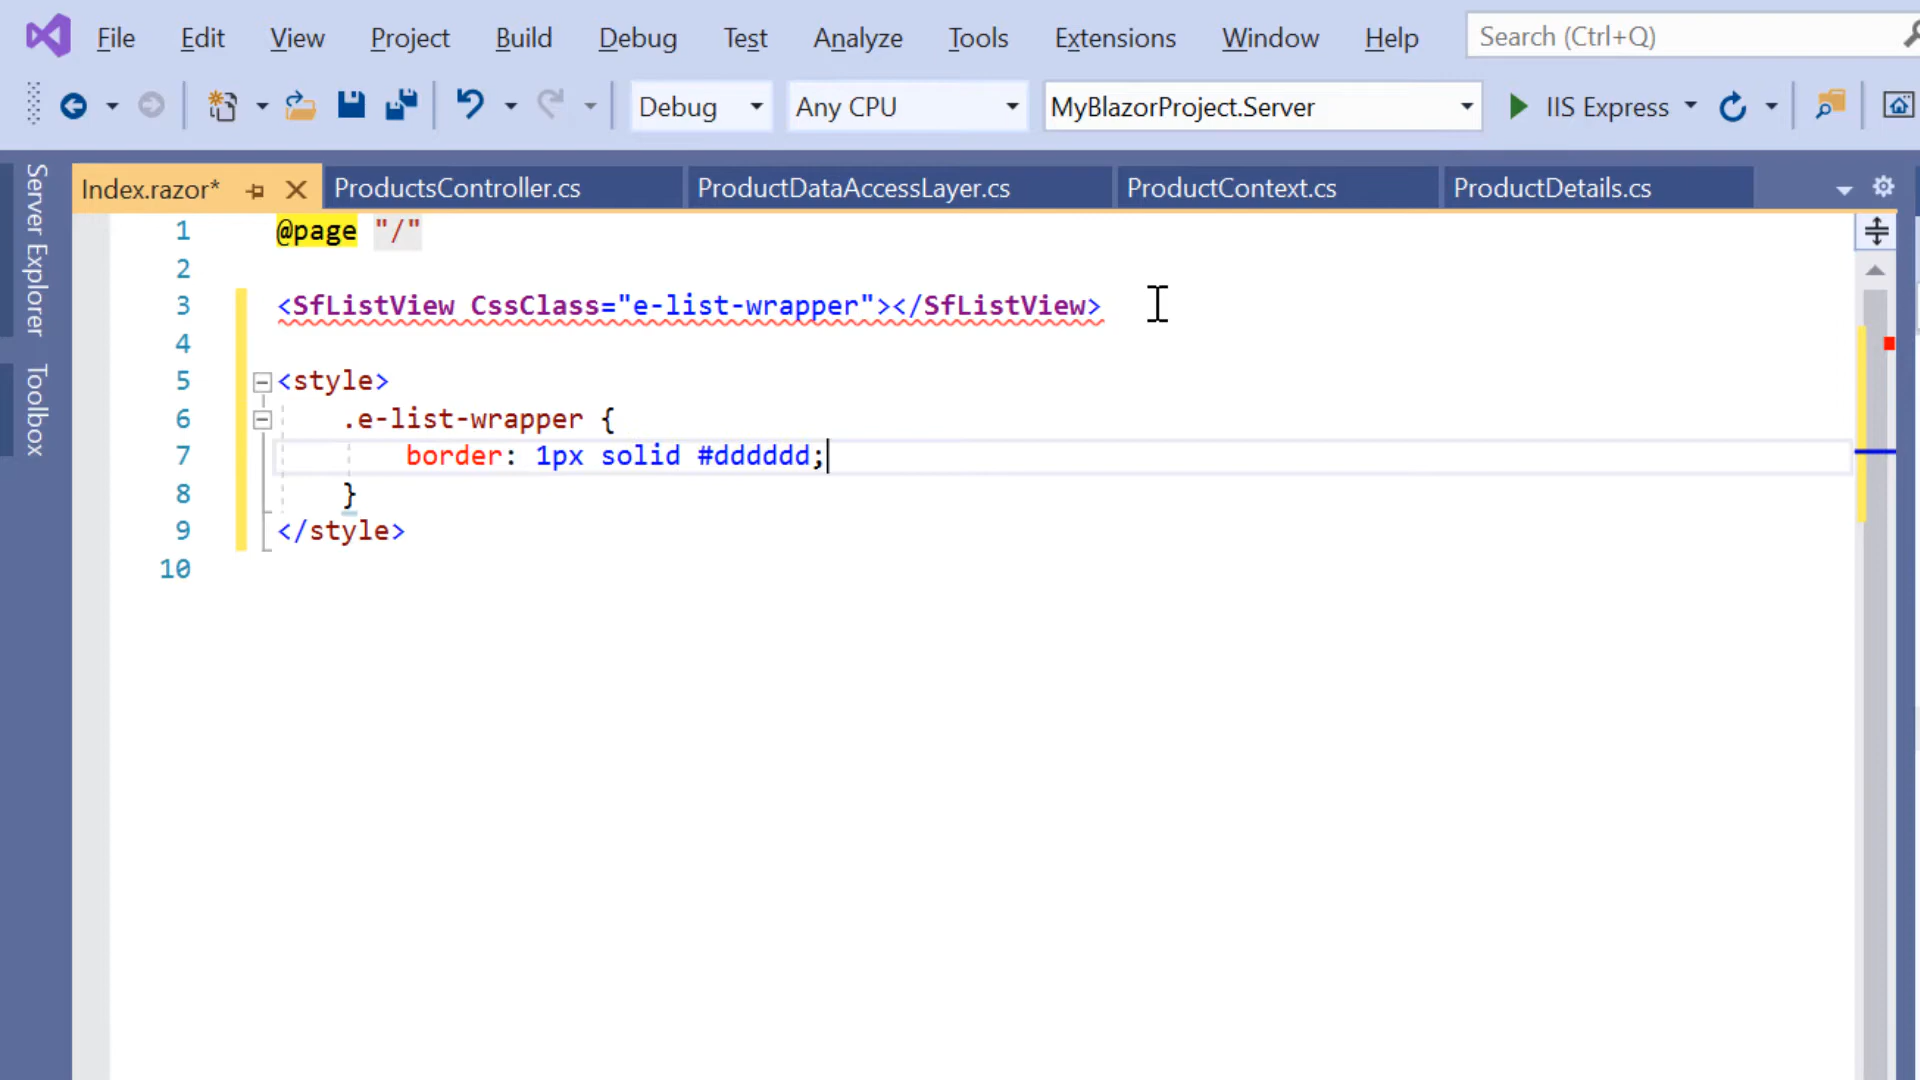 File Edit View Project Build Debug Test Analyze Tools Extensions Window Help Search (Ctrl+Q)
Debug Any CPU MyBlazorProject.Server IIS Express
Index.razor* ProductsController.cs ProductDataAccessLayer.cs ProductContext.cs ProductDetails.cs
Server Explorer
Toolbox
1 @page "/"
2
3 <SfListView CssClass="e-list-wrapper"></SfListView>
4
5 <style>
6 .e-list-wrapper {
7 border: 1px solid #dddddd;
8 }
9 </style>
10